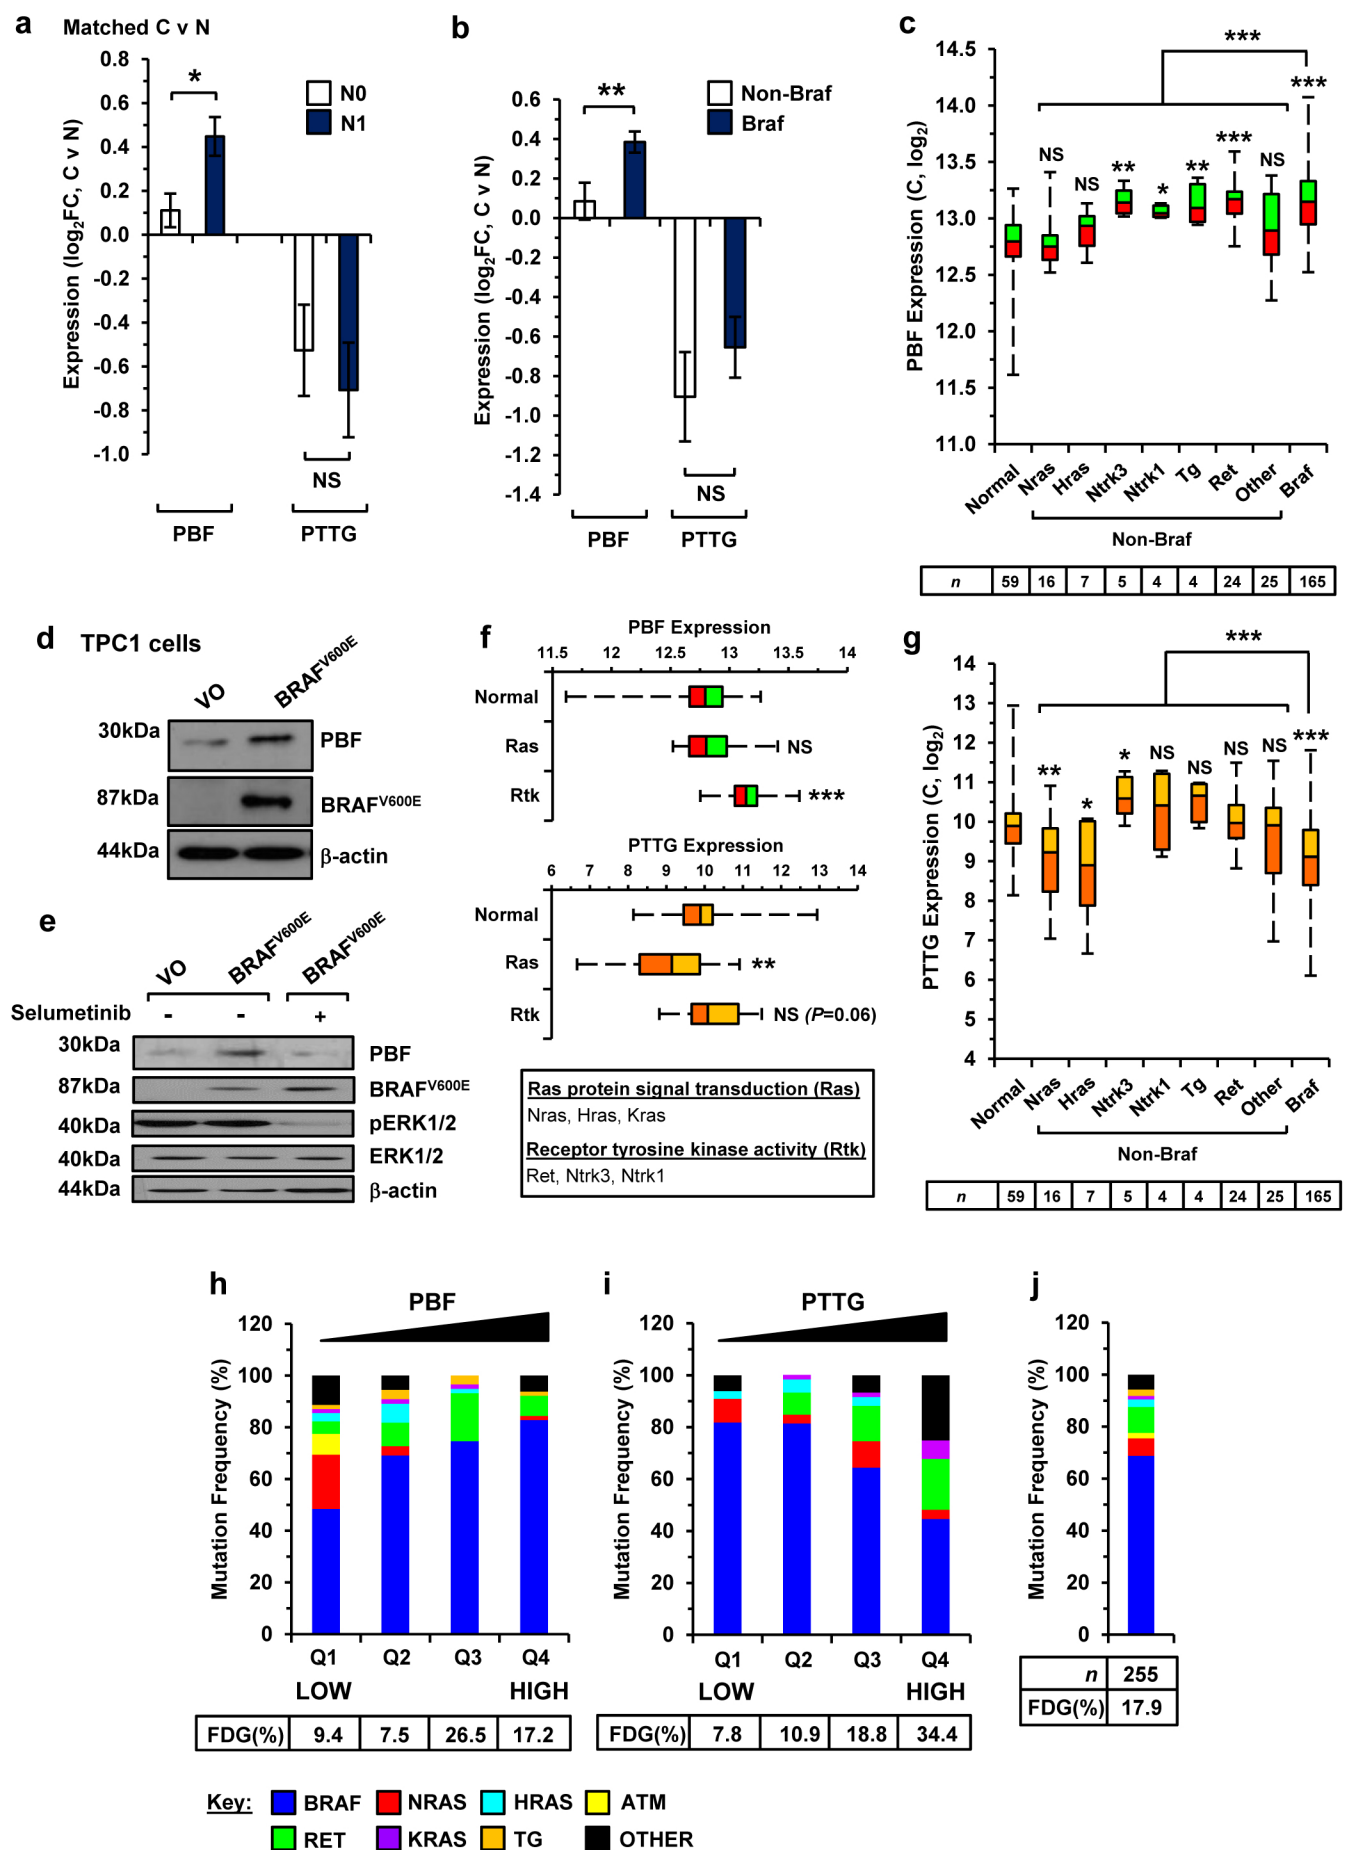 a Matched C v N
0.8
0.6
0.4
0.2
0.0
-0.2
-0.4
-0.6
-0.8
-1.0
Expression (log2FC, C v N)
*
N0
N1
NS
PBF PTTG
b
0.6
0.4
0.2
0
-0.2
-0.4
-0.6
-0.8
-1.0
-1.2
-1.4
Expression (log2FC, C v N)
**
Non-Braf
Braf
NS
PBF PTTG
c
14.5
14.0
13.5
13.0
12.5
12.0
11.5
11.0
PBF Expression (C, log2)
***
NS NS ** * ** *** NS ***
Normal Nras Hras Ntrk3 Ntrk1 Tg Ret Other Braf
Non-Braf
n 59 16 7 5 4 4 24 25 165
d TPC1 cells
VO BRAFV600E
30kDa PBF
87kDa BRAFV600E
44kDa β-actin
e
VO BRAFV600E BRAFV600E
Selumetinib - - +
30kDa PBF
87kDa BRAFV600E
40kDa pERK1/2
40kDa ERK1/2
44kDa β-actin
f
PBF Expression
11.5 12 12.5 13 13.5 14
Normal
Ras NS
Rtk ***
PTTG Expression
6 7 8 9 10 11 12 13 14
Normal
Ras **
Rtk NS (P=0.06)
Ras protein signal transduction (Ras)
Nras, Hras, Kras
Receptor tyrosine kinase activity (Rtk)
Ret, Ntrk3, Ntrk1
g
14
13
12
11
10
9
8
7
6
5
4
PTTG Expression (C, log2)
***
** * * NS NS NS NS ***
Normal Nras Hras Ntrk3 Ntrk1 Tg Ret Other Braf
Non-Braf
n 59 16 7 5 4 4 24 25 165
h
PBF
120
100
80
60
40
20
0
Mutation Frequency (%)
Q1 Q2 Q3 Q4
LOW HIGH
FDG(%) 9.4 7.5 26.5 17.2
i
PTTG
120
100
80
60
40
20
0
Mutation Frequency (%)
Q1 Q2 Q3 Q4
LOW HIGH
FDG(%) 7.8 10.9 18.8 34.4
j
120
100
80
60
40
20
0
Mutation Frequency (%)
n 255
FDG(%) 17.9
Key: BRAF NRAS HRAS ATM
RET KRAS TG OTHER